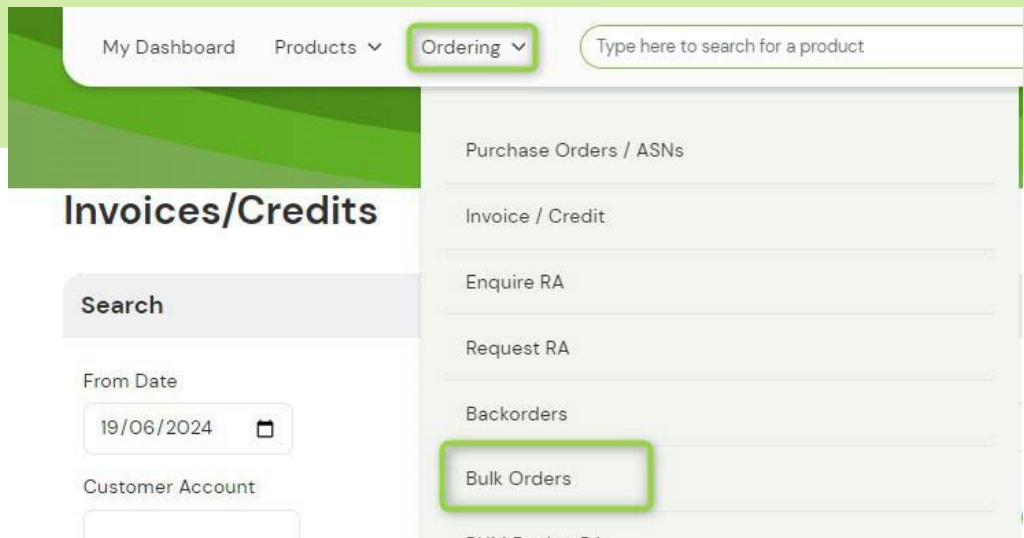 My Dashboard Products Ordering Type here to search for a product
Purchase Orders / ASNs
Invoices/Credits
Invoice / Credit
Enquire RA
Search
Request RA
From Date
19/06/2024
Backorders
Customer Account
Bulk Orders